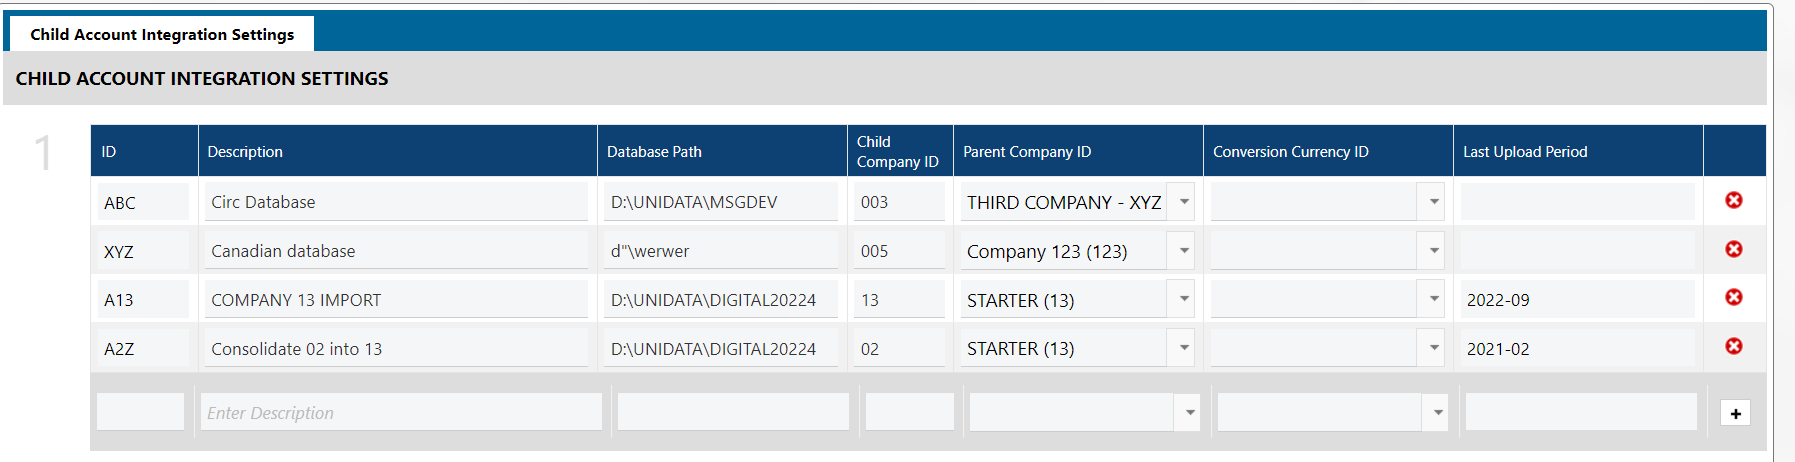 Child Account Integration Settings
CHILD ACCOUNT INTEGRATION SETTINGS
1
ID Description Database Path Child Company ID Parent Company ID Conversion Currency ID Last Upload Period
ABC Circ Database D:\UNIDATA\MSGDEV 003 THIRD COMPANY - XYZ
XYZ Canadian database d"\werwer 005 Company 123 (123)
A13 COMPANY 13 IMPORT D:\UNIDATA\DIGITAL20224 13 STARTER (13) 2022-09
A2Z Consolidate 02 into 13 D:\UNIDATA\DIGITAL20224 02 STARTER (13) 2021-02
Enter Description